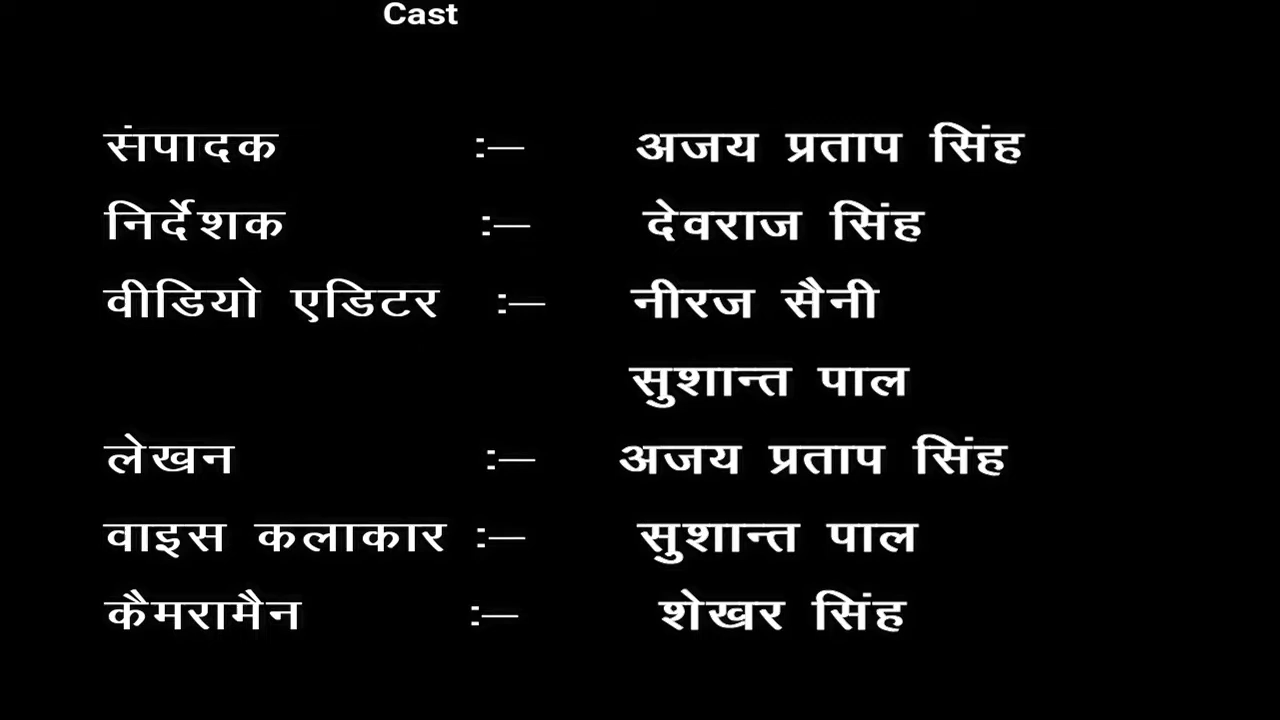 Cast
संपादक :— अजय प्रताप सिंह
निर्देशक :— देवराज सिंह
वीडियो एडिटर :— नीरज सैनी
सुशान्त पाल
लेखन :— अजय प्रताप सिंह
वाइस कलाकार :— सुशान्त पाल
कैमरामैन :— शेखर सिंह